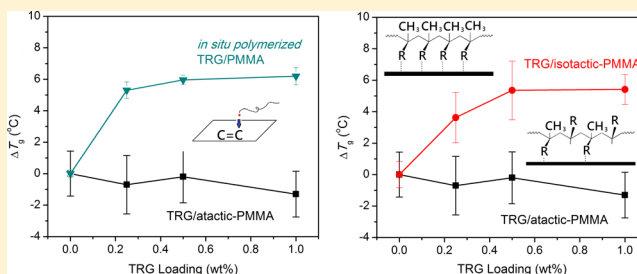 10
8
6
4
2
0
-2
-4
ΔTg (°C)
in situ polymerized
TRG/PMMA
C=C
TRG/atactic-PMMA
0.0 0.2 0.4 0.6 0.8 1.0
TRG Loading (wt%)
10
8
6
4
2
0
-2
-4
ΔTg (°C)
CH₃ CH₃ CH₃ CH₃
R R R R
TRG/isotactic-PMMA
CH₃ R CH₃ R
R R
TRG/atactic-PMMA
0.0 0.2 0.4 0.6 0.8 1.0
TRG Loading (wt%)